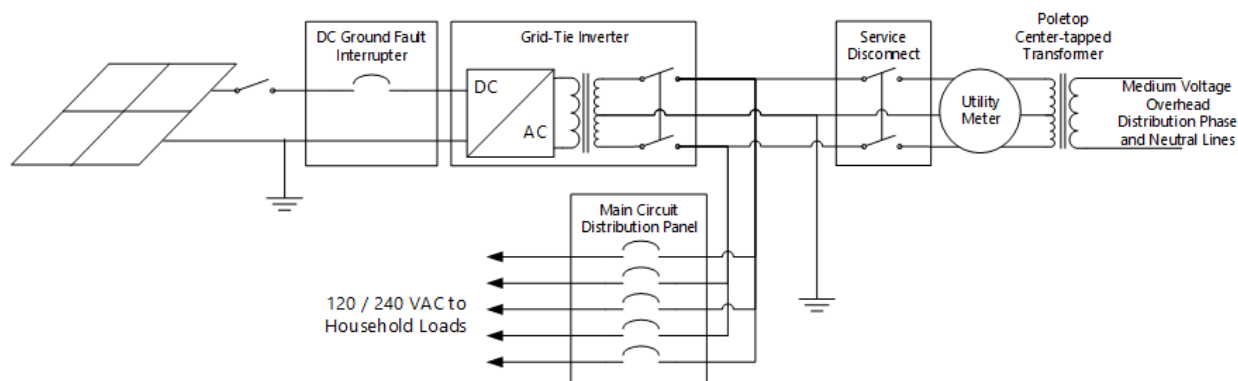 DC Ground Fault
Interrupter
Grid-Tie Inverter
DC
AC
Service
Disconnect
Utility
Meter
Poletop
Center-tapped
Transformer
Medium Voltage
Overhead
Distribution Phase
and Neutral Lines
Main Circuit
Distribution Panel
120 / 240 VAC to
Household Loads